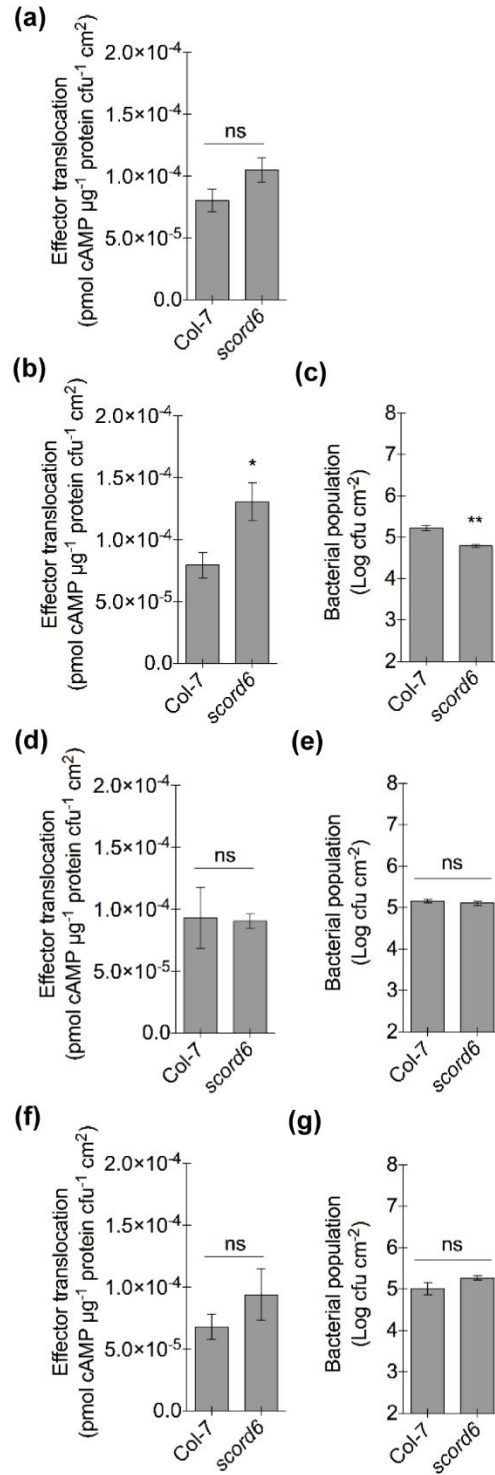 (a)
Effector translocation
(pmol cAMP µg⁻¹ protein cfu⁻¹ cm²)
2.0×10⁻⁴
1.5×10⁻⁴
1.0×10⁻⁴
5.0×10⁻⁵
0.0
ns
Col-7
scord6
(b)
Effector translocation
(pmol cAMP µg⁻¹ protein cfu⁻¹ cm²)
2.0×10⁻⁴
1.5×10⁻⁴
1.0×10⁻⁴
5.0×10⁻⁵
0.0
*
Col-7
scord6
(c)
Bacterial population
(Log cfu cm⁻²)
8
7
6
5
4
3
2
**
Col-7
scord6
(d)
Effector translocation
(pmol cAMP µg⁻¹ protein cfu⁻¹ cm²)
2.0×10⁻⁴
1.5×10⁻⁴
1.0×10⁻⁴
5.0×10⁻⁵
0.0
ns
Col-7
scord6
(e)
Bacterial population
(Log cfu cm⁻²)
8
7
6
5
4
3
2
ns
Col-7
scord6
(f)
Effector translocation
(pmol cAMP µg⁻¹ protein cfu⁻¹ cm²)
2.0×10⁻⁴
1.5×10⁻⁴
1.0×10⁻⁴
5.0×10⁻⁵
0.0
ns
Col-7
scord6
(g)
Bacterial population
(Log cfu cm⁻²)
8
7
6
5
4
3
2
ns
Col-7
scord6